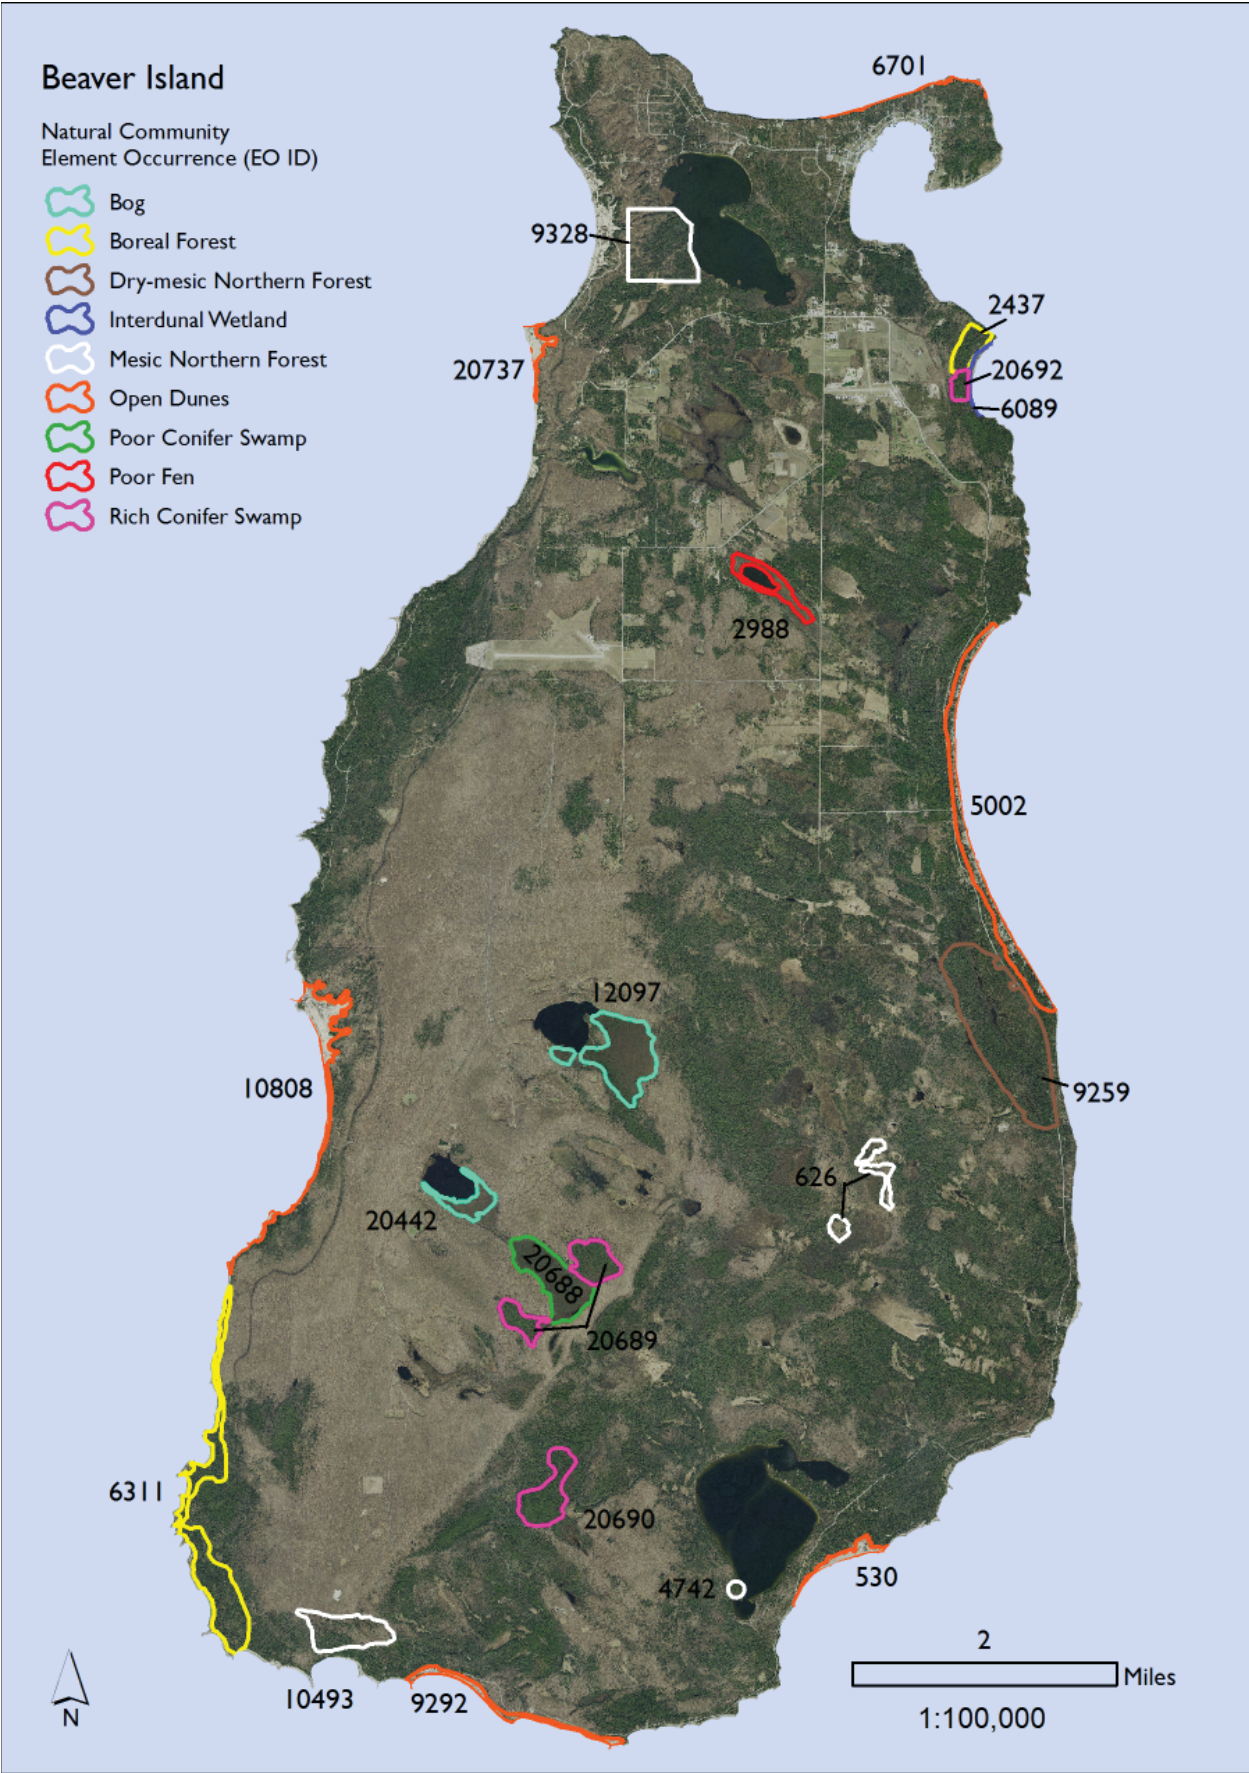 Beaver Island
Natural Community
Element Occurrence (EO ID)
Bog
Boreal Forest
Dry-mesic Northern Forest
Interdunal Wetland
Mesic Northern Forest
Open Dunes
Poor Conifer Swamp
Poor Fen
Rich Conifer Swamp
6701
9328
2437
20737
20692
6089
2988
5002
12097
10808
9259
626
20442
20688
20689
6311
20690
4742
530
10493
9292
2
Miles
1:100,000
N